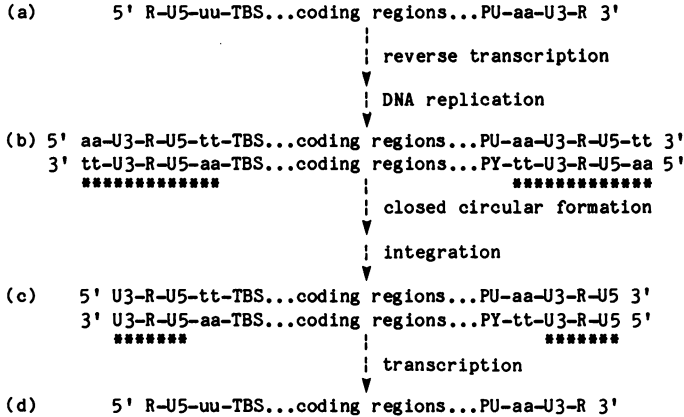 (a) 5' R-U5-uu-TBS...coding regions...PU-aa-U3-R 3'
reverse transcription
DNA replication
(b) 5' aa-U3-R-U5-tt-TBS...coding regions...PU-aa-U3-R-U5-tt 3'
3' tt-U3-R-U5-aa-TBS...coding regions...PY-tt-U3-R-U5-aa 5'
************* *************
closed circular formation
integration
(c) 5' U3-R-U5-tt-TBS...coding regions...PU-aa-U3-R-U5 3'
3' U3-R-U5-aa-TBS...coding regions...PY-tt-U3-R-U5 5'
******* *******
transcription
(d) 5' R-U5-uu-TBS...coding regions...PU-aa-U3-R 3'